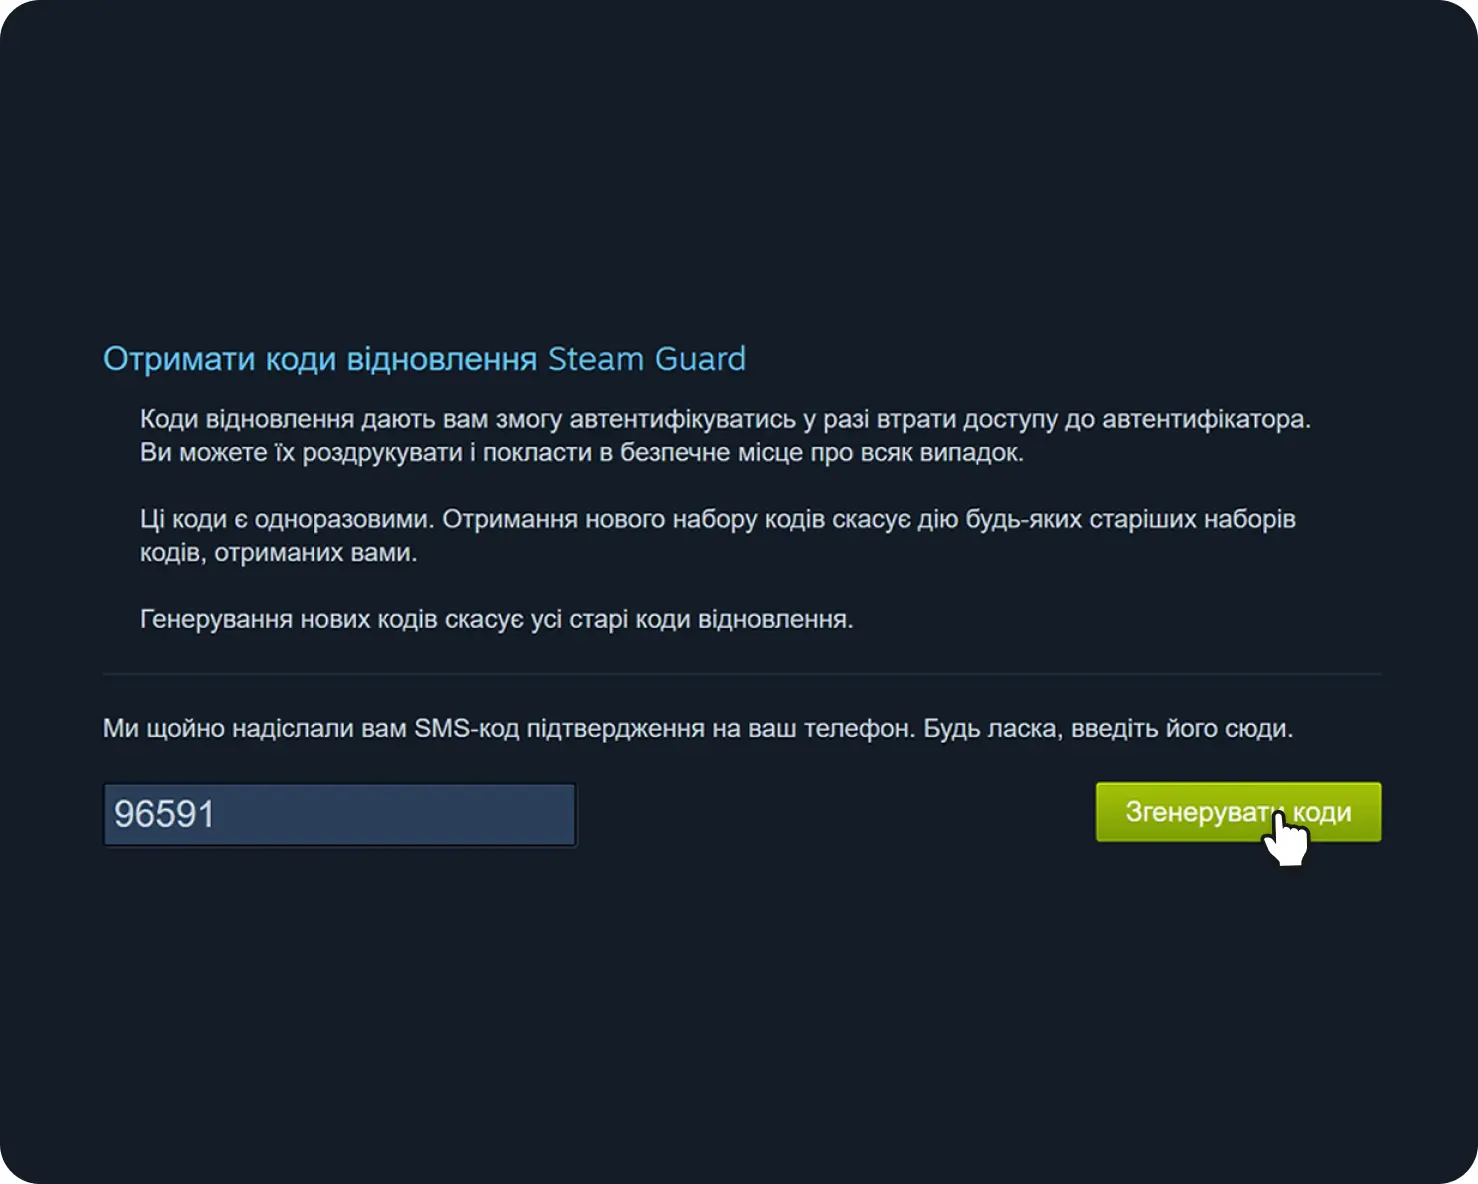 Отримати коди відновлення Steam Guard
Коди відновлення дають вам змогу автентифікуватись у разі втрати доступу до автентифікатора.
Ви можете їх роздрукувати і покласти в безпечне місце про всяк випадок.
Ці коди є одноразовими. Отримання нового набору кодів скасує дію будь-яких старіших наборів
кодів, отриманих вами.
Генерування нових кодів скасує усі старі коди відновлення.
Ми щойно надіслали вам SMS-код підтвердження на ваш телефон. Будь ласка, введіть його сюди.
96591
Згенерувати коди